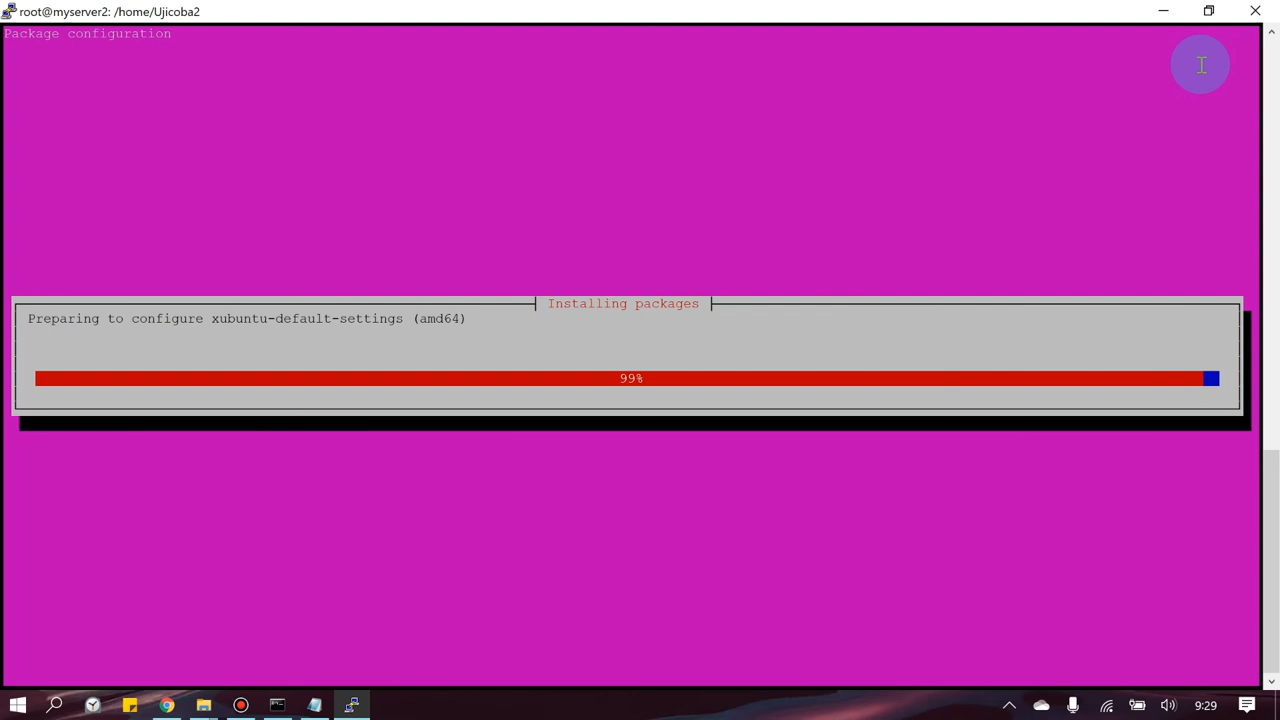 root@myserver2: /home/Ujicoba2
Package configuration
Installing packages
Preparing to configure xubuntu-default-settings (amd64)
99%
9:29